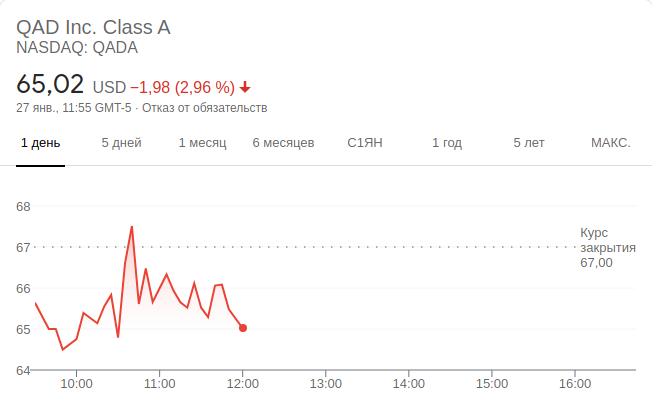 QAD Inc. Class A
NASDAQ: QADA
65,02 USD −1,98 (2,96 %)
27 янв., 11:55 GMT-5 · Отказ от обязательств
1 день 5 дней 1 месяц 6 месяцев С1ЯН 1 год 5 лет МАКС.
68
Курс
67 закрытия
67,00
66
65
64
10:00 11:00 12:00 13:00 14:00 15:00 16:00